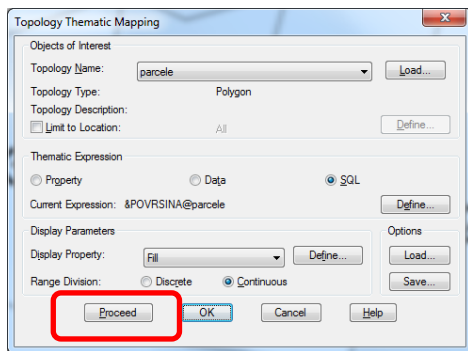 Topology Thematic Mapping
Objects of Interest
Topology Name: parcele Load...
Topology Type: Polygon
Topology Description:
Limit to Location: All Define...
Thematic Expression
Property Data SQL
Current Expression: &POVRSINA@parcele Define...
Display Parameters Options
Display Property: Fill Define... Load...
Range Division: Discrete Continuous Save...
Proceed OK Cancel Help